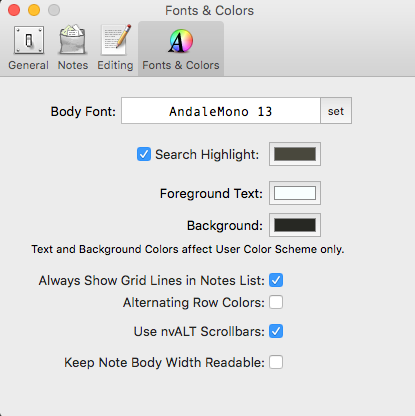 Fonts & Colors
General Notes Editing Fonts & Colors
Body Font: AndaleMono 13 set
Search Highlight:
Foreground Text:
Background:
Text and Background Colors affect User Color Scheme only.
Always Show Grid Lines in Notes List:
Alternating Row Colors:
Use nvALT Scrollbars:
Keep Note Body Width Readable: